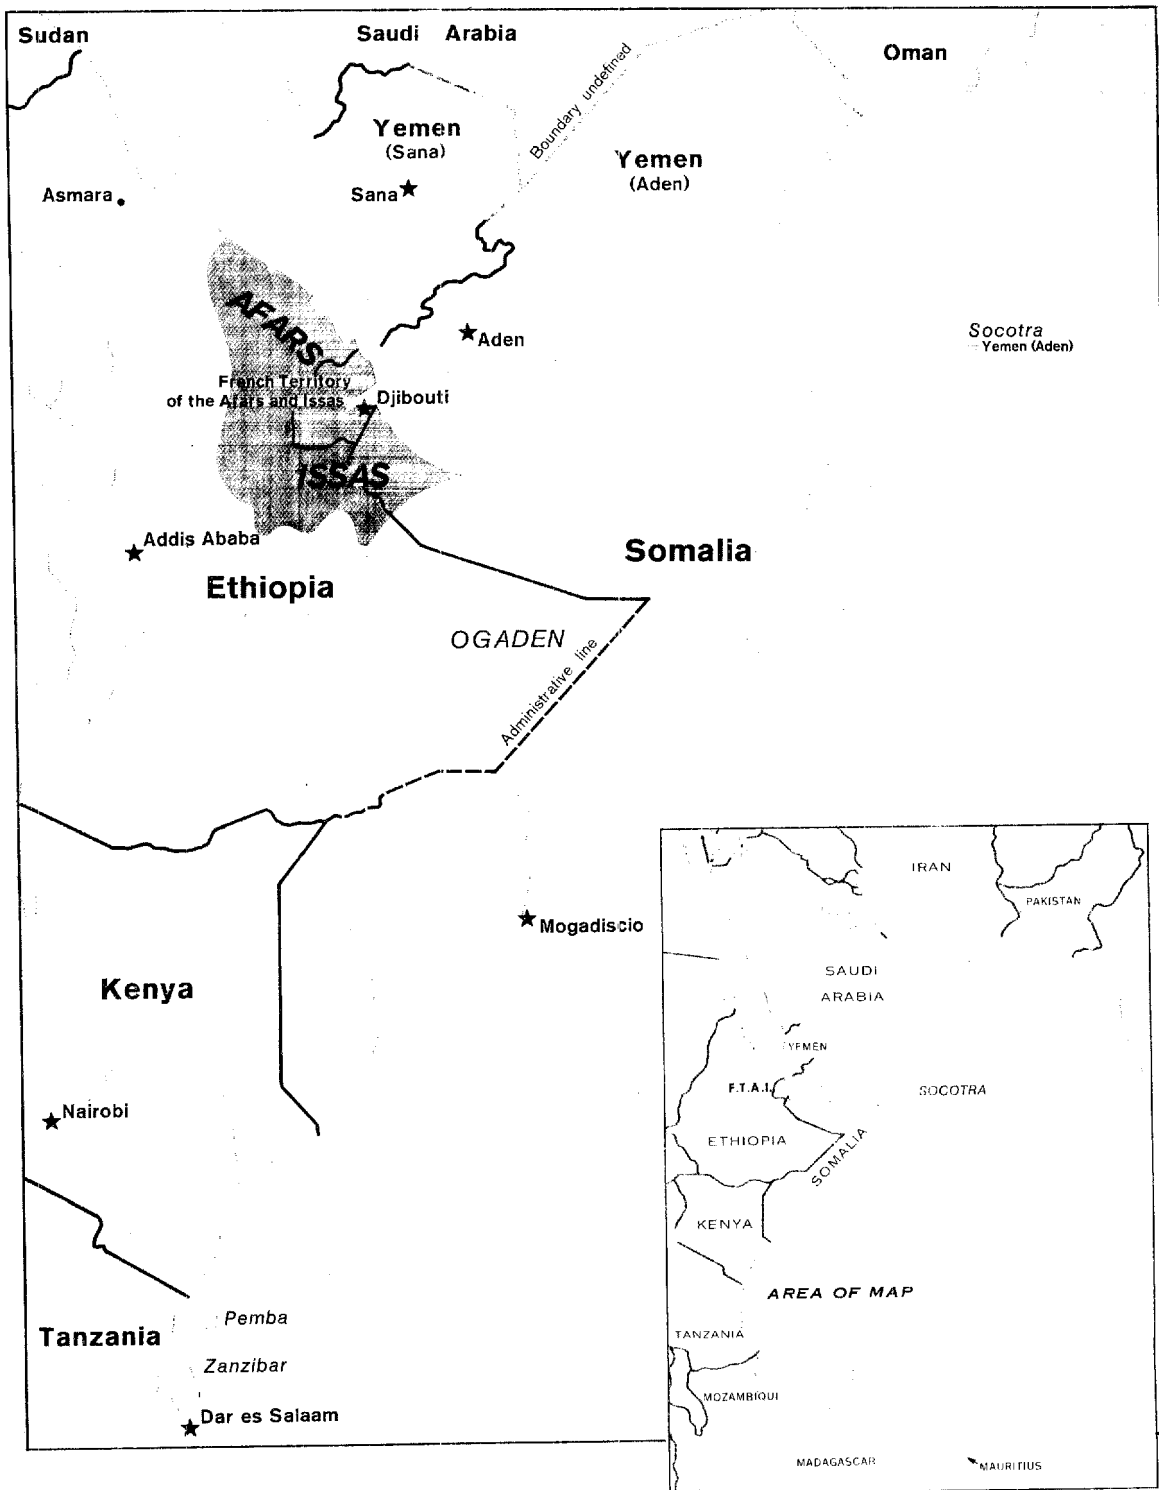 Sudan
Saudi Arabia
Oman
Boundary undefined
Yemen
(Sana)
Yemen
(Aden)
Asmara
Sana
AFARS
Aden
Socotra
Yemen (Aden)
French Territory
of the Afars and Issas
Djibouti
ISSAS
Addis Ababa
Somalia
Ethiopia
OGADEN
Administrative line
Mogadiscio
Kenya
Nairobi
Pemba
Tanzania
Zanzibar
Dar es Salaam
IRAN
PAKISTAN
SAUDI
ARABIA
YEMEN
F.T.A.I.
SOCOTRA
ETHIOPIA
SOMALIA
KENYA
AREA OF MAP
TANZANIA
MOZAMBIQUI
MADAGASCAR
MAURITIUS